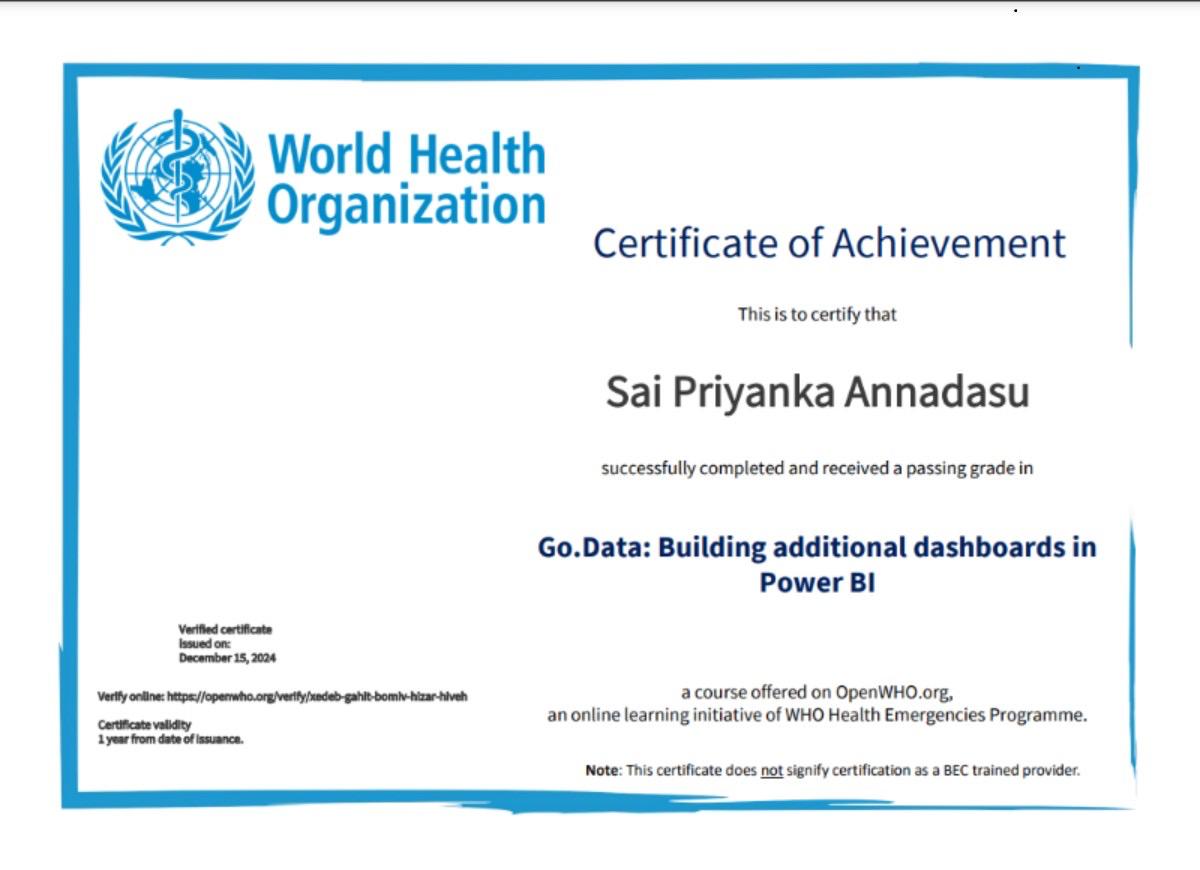 World Health
Organization
Certificate of Achievement
This is to certify that
Sai Priyanka Annadasu
successfully completed and received a passing grade in
Go.Data: Building additional dashboards in
Power BI
Verified certificate
Issued on:
December 15, 2024
Verify online: https://openwho.org/verify/xedeb-gahit-bomiv-hizar-hiveh
Certificate validity
1 year from date of issuance.
a course offered on OpenWHO.org,
an online learning initiative of WHO Health Emergencies Programme.
Note: This certificate does not signify certification as a BEC trained provider.